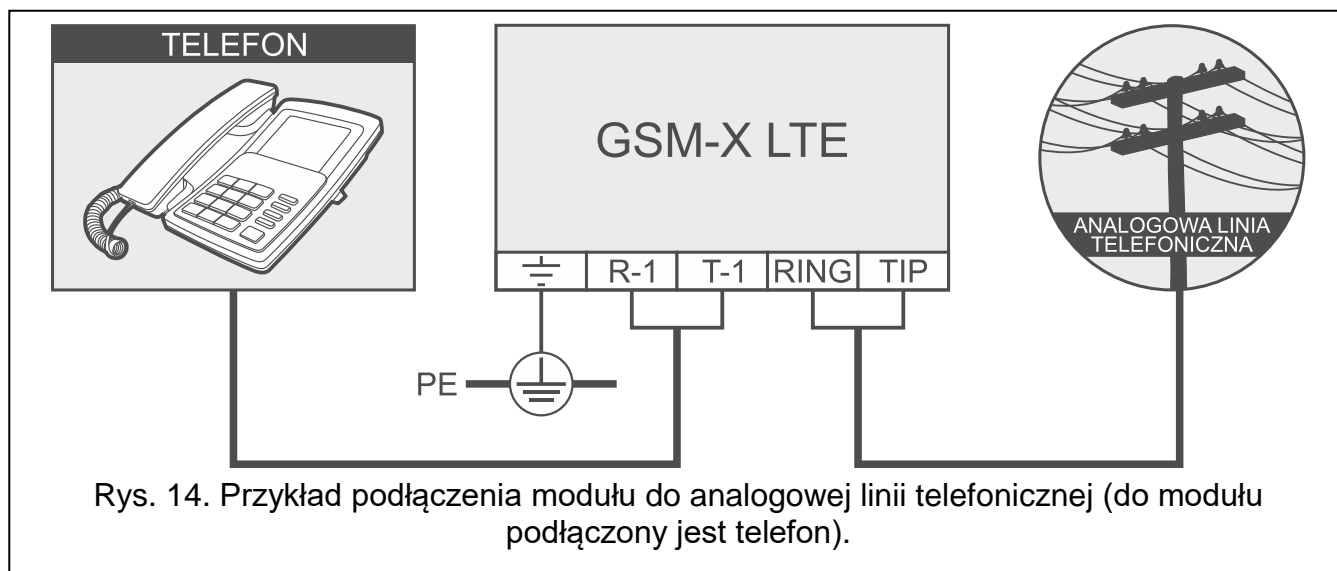 TELEFON
GSM-X LTE
R-1 T-1 RING TIP
PE
ANALOGOWA LINIA
TELEFONICZNA
Rys. 14. Przykład podłączenia modułu do analogowej linii telefonicznej (do modułu
podłączony jest telefon).